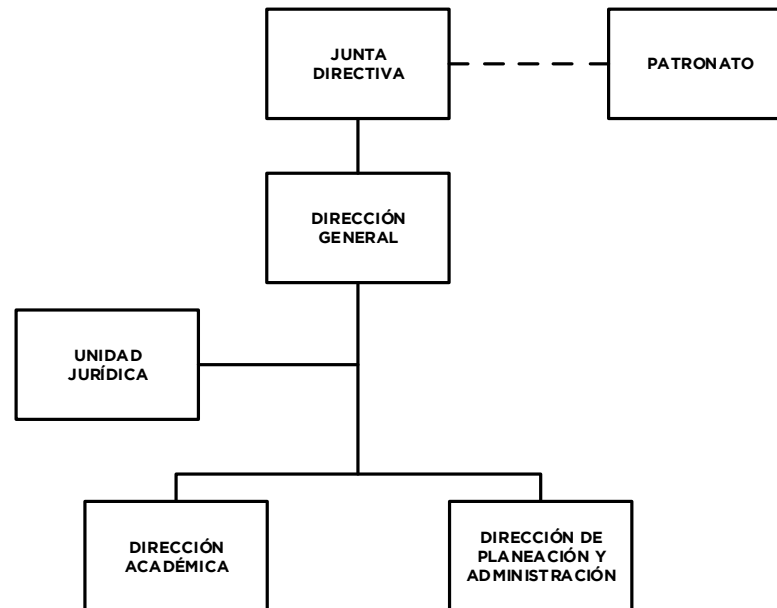 JUNTA
DIRECTIVA
PATRONATO
DIRECCIÓN
GENERAL
UNIDAD
JURÍDICA
DIRECCIÓN
ACADÉMICA
DIRECCIÓN DE
PLANEACIÓN Y
ADMINISTRACIÓN